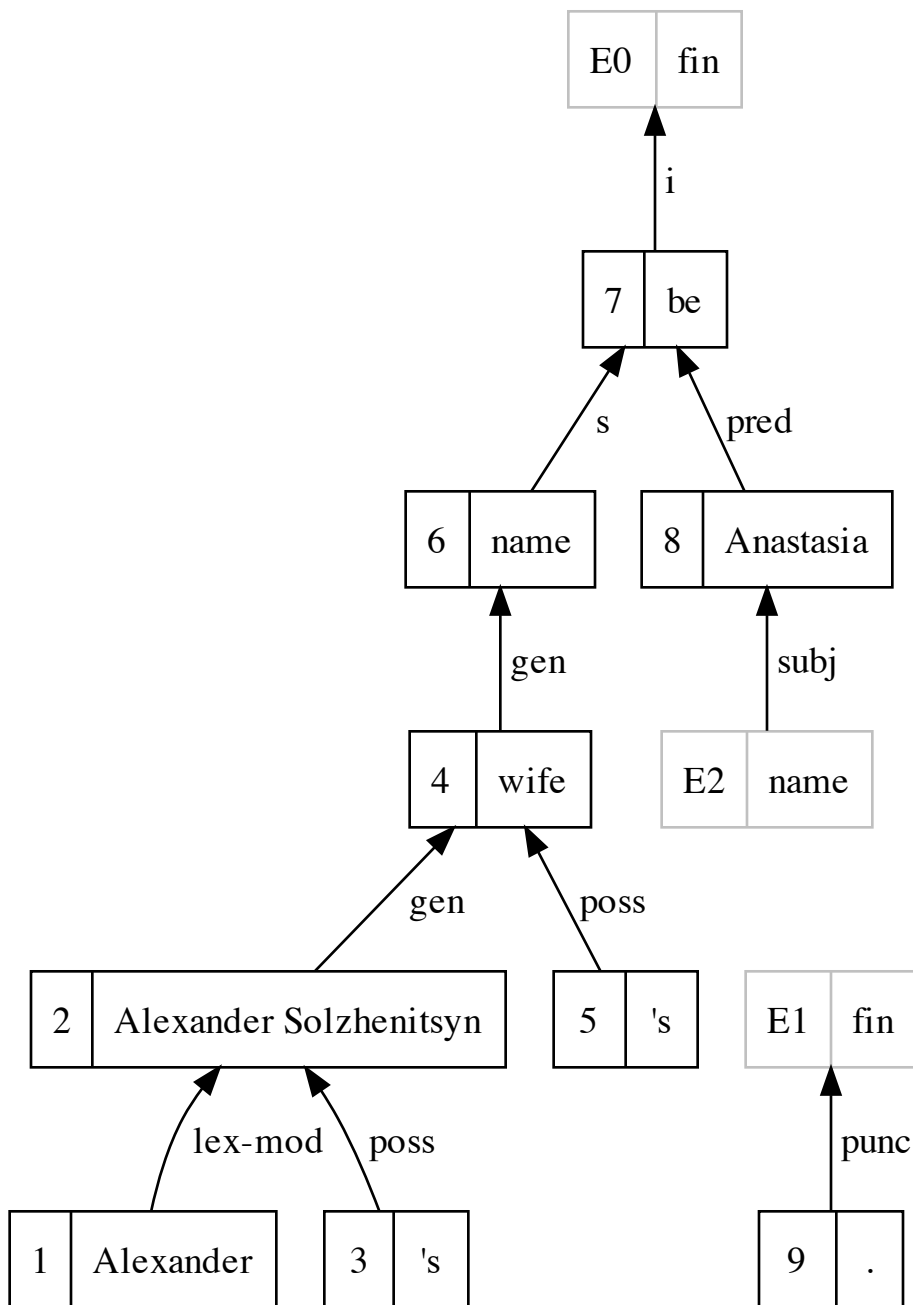 E0 fin
i
7 be
s pred
6 name 8 Anastasia
gen subj
4 wife E2 name
gen poss
2 Alexander Solzhenitsyn 5 's E1 fin
lex-mod poss punc
1 Alexander 3 's 9 .